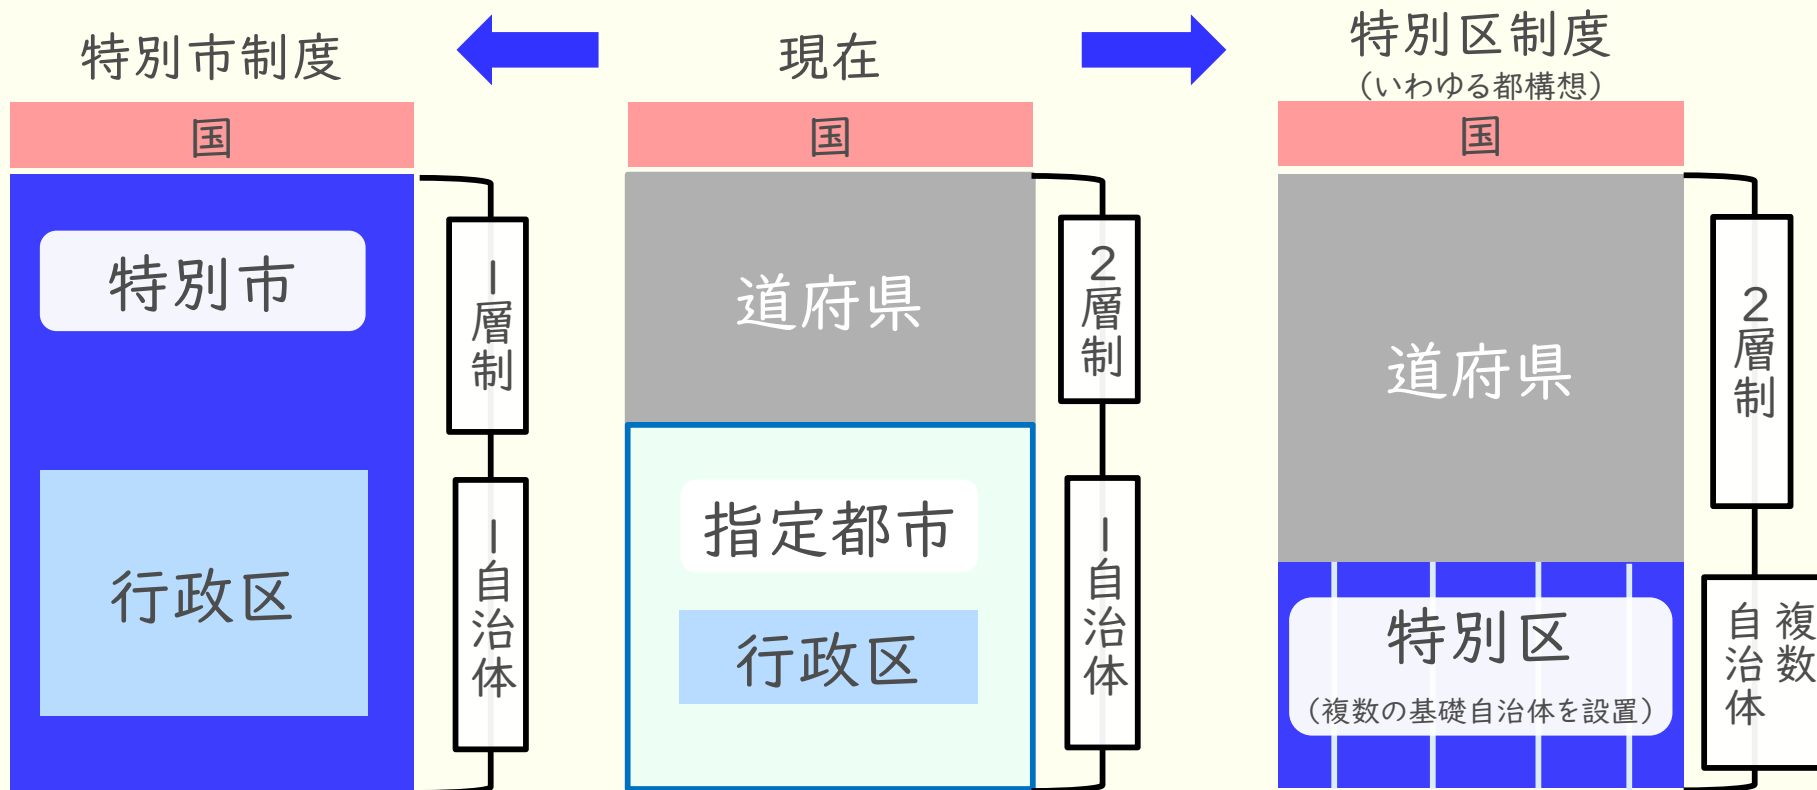 特別市制度
国
特別市
行政区
1層制
1自治体
現在
国
道府県
指定都市
行政区
2層制
1自治体
特別区制度
（いわゆる都構想）
国
道府県
特別区
（複数の基礎自治体を設置）
2層制
複数
自治体